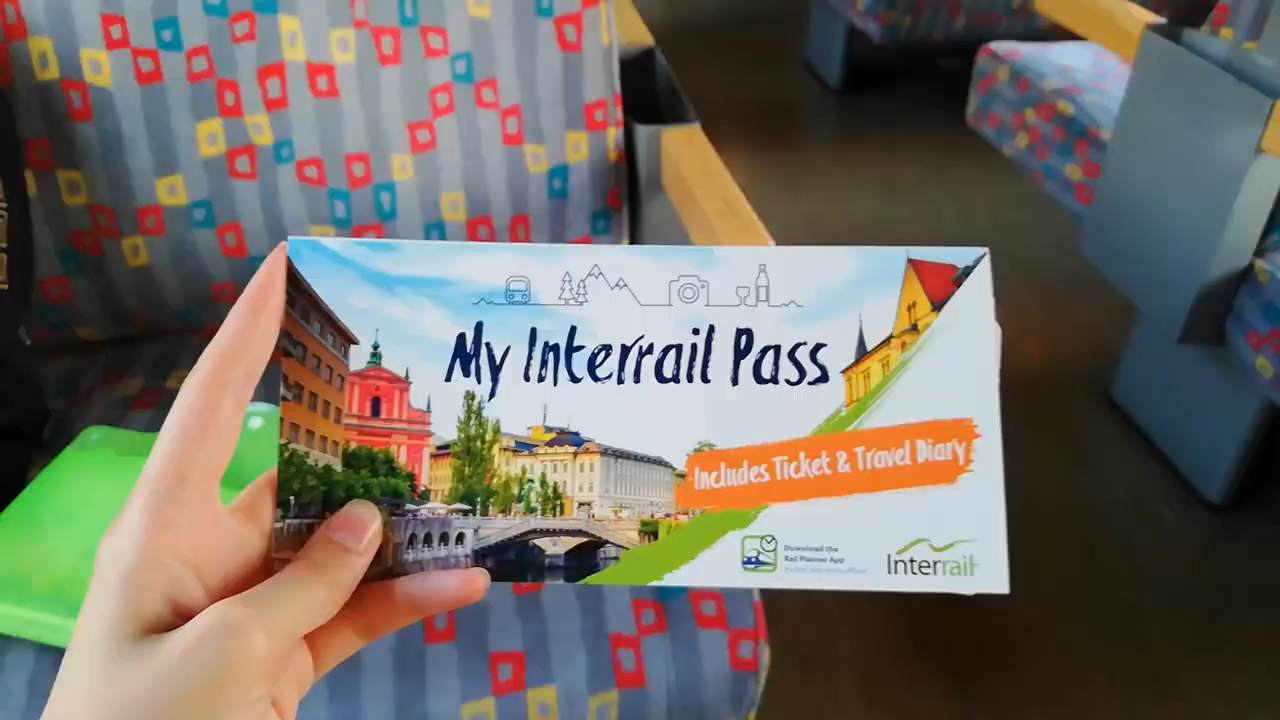 My Interrail Pass
Includes Ticket & Travel Diary
Download the
Rail Planner App
Interrail